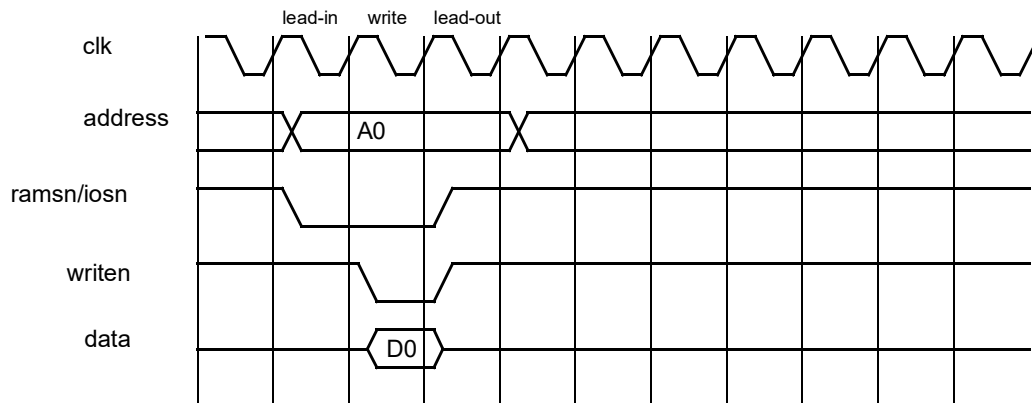 lead-in write lead-out
clk
address
A0
ramsn/iosn
writen
data
D0